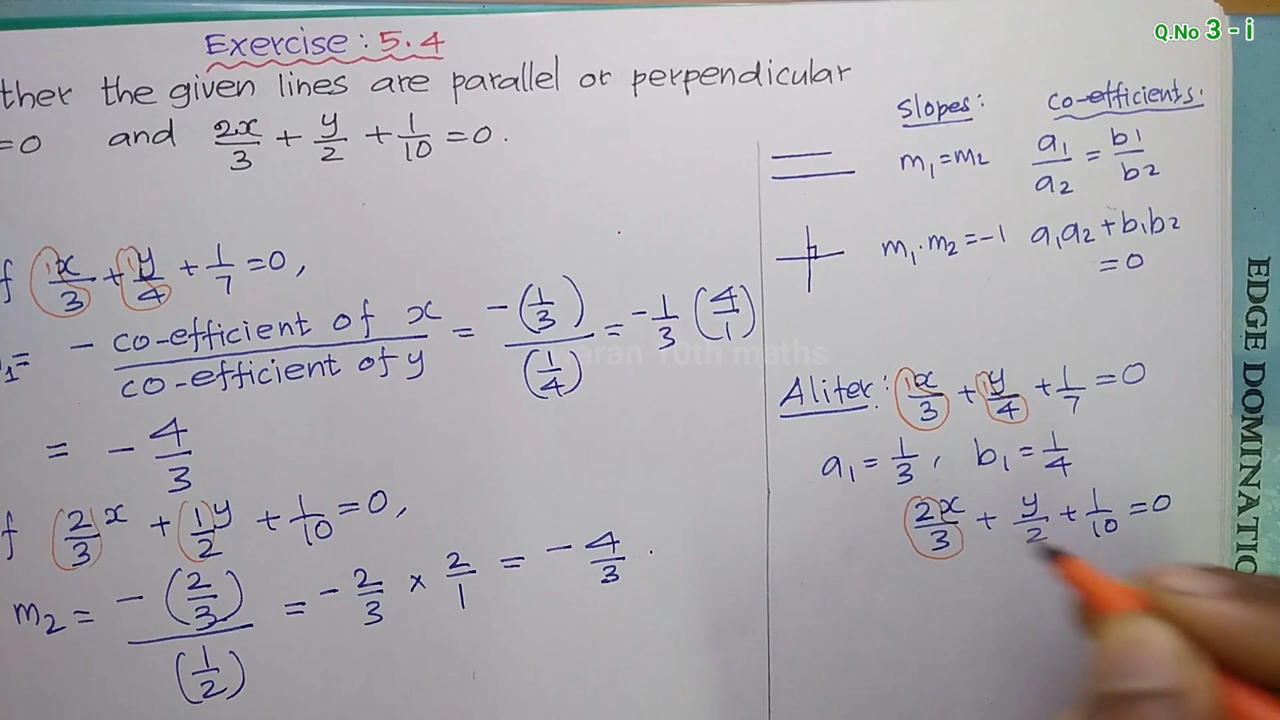 Q.No 3 - i
Exercise: 5.4
ther the given lines are parallel or perpendicular
=0 and 2x/3 + y/2 + 1/10 = 0.
f 1x/3 + 1y/4 + 1/7 = 0,
1 = - co-efficient of x / co-efficient of y = -(1/3) / (1/4) = -1/3 (4/1)
= - 4/3
f (2/3)x + (1/2)y + 1/10 = 0,
m2 = -(2/3) / (1/2) = -2/3 × 2/1 = -4/3.
Slopes: co-efficients:
m1 = m2 a1/a2 = b1/b2
m1.m2 = -1 a1a2 + b1b2
= 0
Aliter: 1x/3 + 1y/4 + 1/7 = 0
a1 = 1/3, b1 = 1/4
2x/3 + y/2 + 1/10 = 0
EDGE DOMINATIO
10th maths